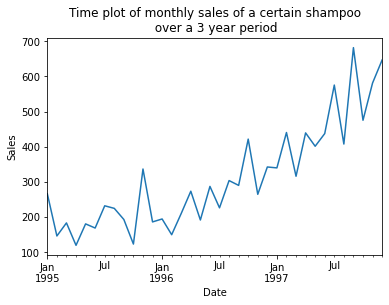 Time plot of monthly sales of a certain shampoo
over a 3 year period
700
600
500
400
300
200
100
Sales
Jan Jul Jan Jul Jan Jul
1995 1996 1997
Date